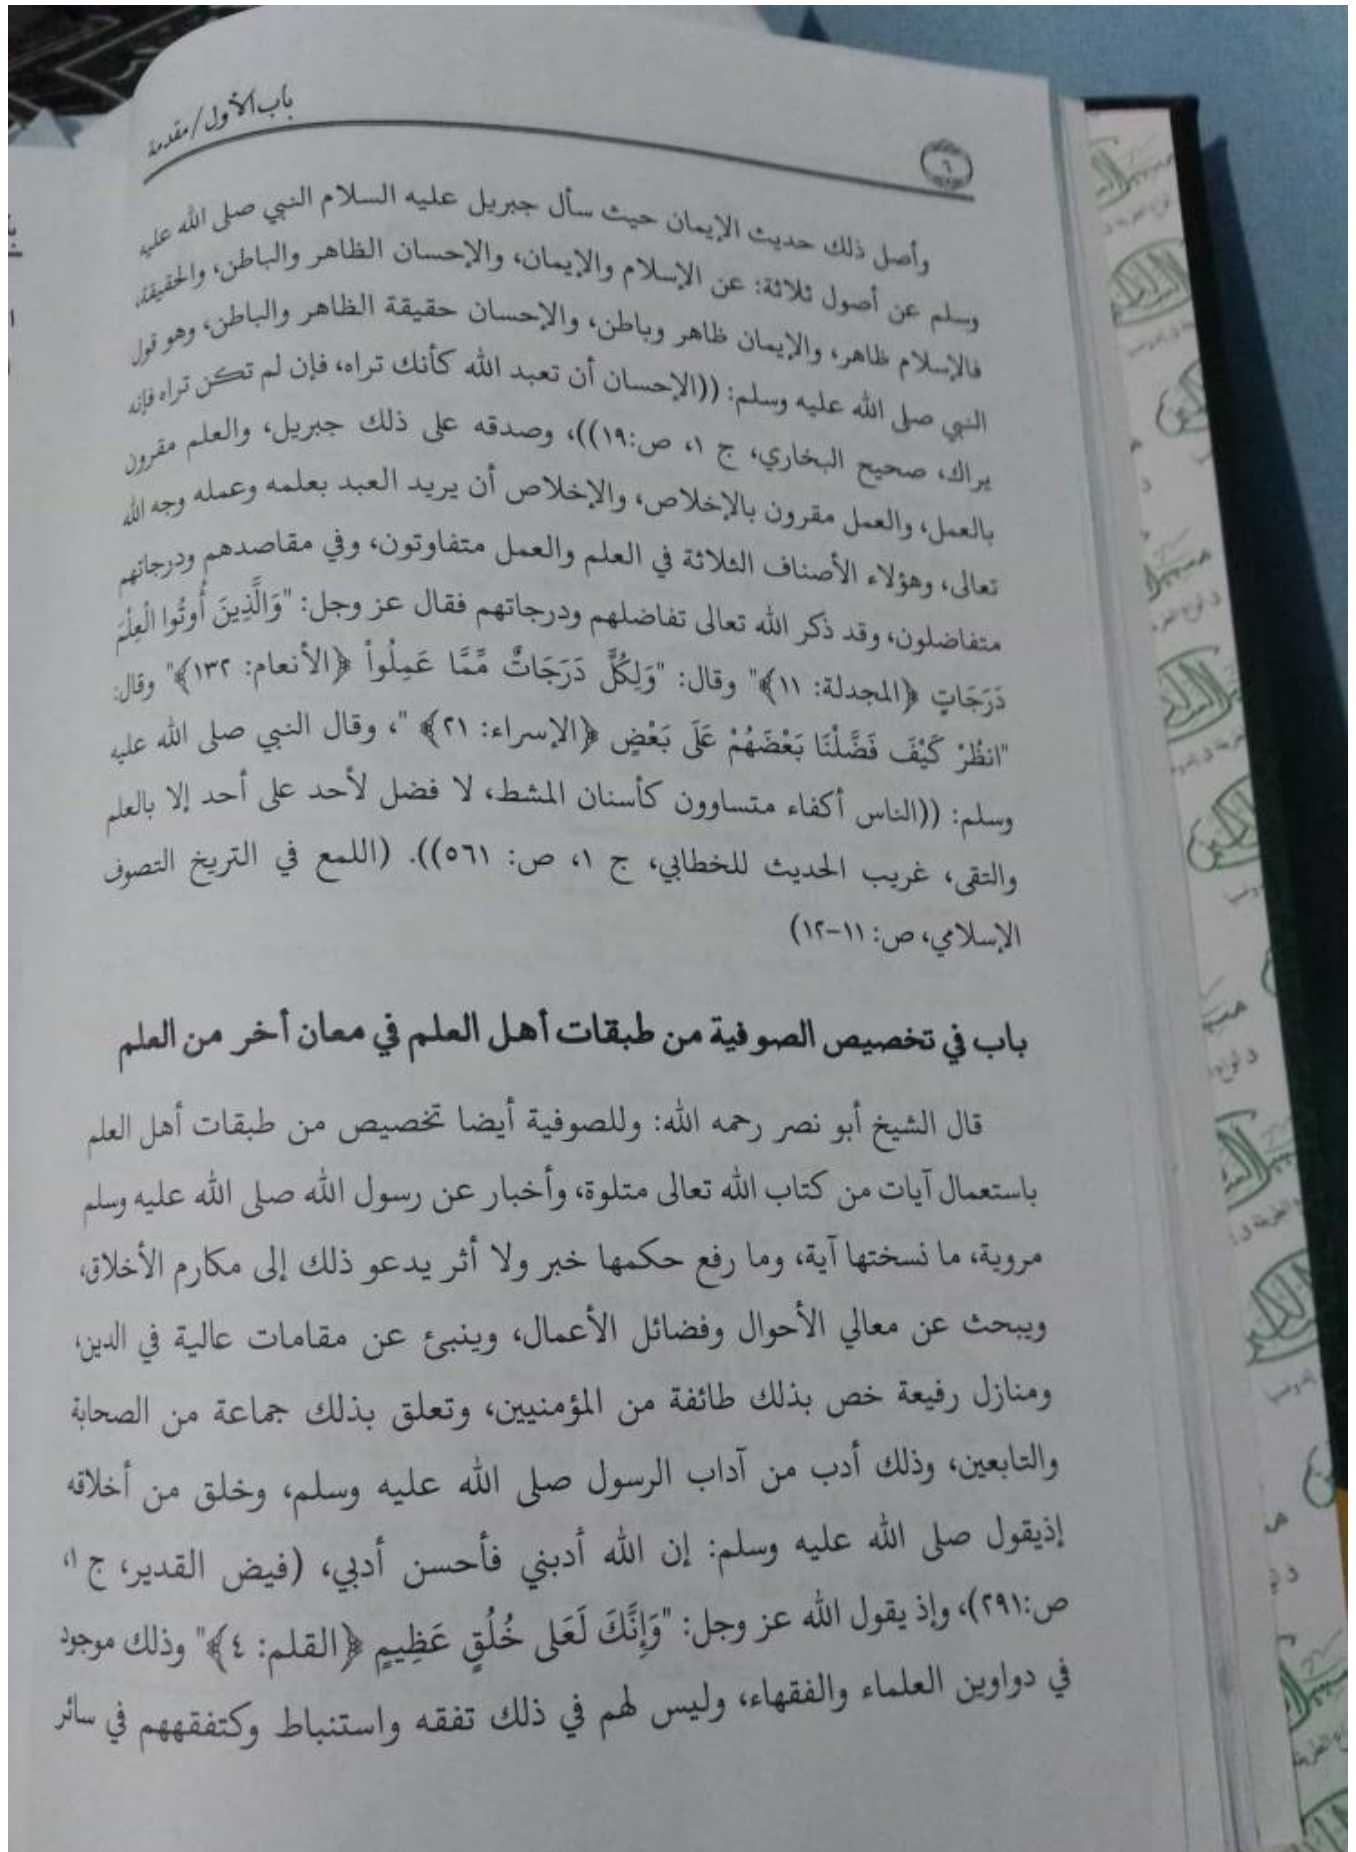 باب الأول/مقدمة
٦
وأصل ذلك حديث الإيمان حيث سأل جبريل عليه السلام النبي صلى الله عليه
وسلم عن أصول ثلاثة: عن الإسلام والإيمان، والإحسان الظاهر والباطن، والحقيقة،
فالإسلام ظاهر، والإيمان ظاهر وباطن، والإحسان حقيقة الظاهر والباطن، وهو قول
النبي صلى الله عليه وسلم: ((الإحسان أن تعبد الله كأنك تراه، فإن لم تكن تراه فإنه
يراك، صحيح البخاري، ج ١، ص:١٩))، وصدقه على ذلك جبريل، والعلم مقرون
بالعمل، والعمل مقرون بالإخلاص، والإخلاص أن يريد العبد بعلمه وعمله وجه الله
تعالى، وهؤلاء الأصناف الثلاثة في العلم والعمل متفاوتون، وفي مقاصدهم ودرجاتهم
متفاضلون، وقد ذكر الله تعالى تفاضلهم ودرجاتهم فقال عز وجل: "وَالَّذِينَ أُوتُوا الْعِلْمَ
دَرَجَاتٍ ﴿المجدلة: ١١﴾" وقال: "وَلِكُلٍّ دَرَجَاتٌ مِّمَّا عَمِلُواْ ﴿الأنعام: ١٣٢﴾" وقال:
"انظُرْ كَيْفَ فَضَّلْنَا بَعْضَهُمْ عَلَى بَعْضٍ ﴿الإسراء: ٢١﴾ "، وقال النبي صلى الله عليه
وسلم: ((الناس أكفاء متساوون كأسنان المشط، لا فضل لأحد على أحد إلا بالعلم
والتقى، غريب الحديث للخطابي، ج ١، ص: ٥٦١)). (اللمع في التريخ التصوف
الإسلامي، ص: ١١-١٢)
باب في تخصيص الصوفية من طبقات أهل العلم في معان أخر من العلم
قال الشيخ أبو نصر رحمه الله: وللصوفية أيضا تخصيص من طبقات أهل العلم
باستعمال آيات من كتاب الله تعالى متلوة، وأخبار عن رسول الله صلى الله عليه وسلم
مروية، ما نسختها آية، وما رفع حكمها خبر ولا أثر يدعو ذلك إلى مكارم الأخلاق،
ويبحث عن معالي الأحوال وفضائل الأعمال، وينبئ عن مقامات عالية في الدين،
ومنازل رفيعة خص بذلك طائفة من المؤمنيين، وتعلق بذلك جماعة من الصحابة
والتابعين، وذلك أدب من آداب الرسول صلى الله عليه وسلم، وخلق من أخلاقه
إذيقول صلى الله عليه وسلم: إن الله أدبني فأحسن أدبي، (فيض القدير، ج ١،
ص:٢٩١)، وإذ يقول الله عز وجل: "وَإِنَّكَ لَعَلى خُلُقٍ عَظِيمٍ ﴿القلم: ٤﴾" وذلك موجود
في دواوين العلماء والفقهاء، وليس لهم في ذلك تفقه واستنباط وكتفقههم في سائر